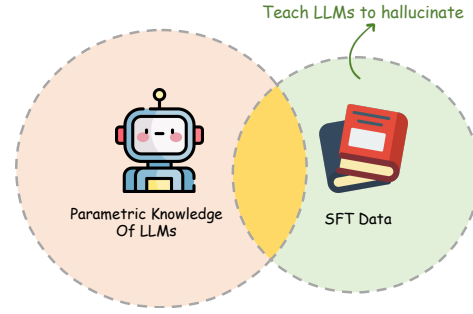 Teach LLMs to hallucinate
Parametric Knowledge
Of LLMs
SFT Data